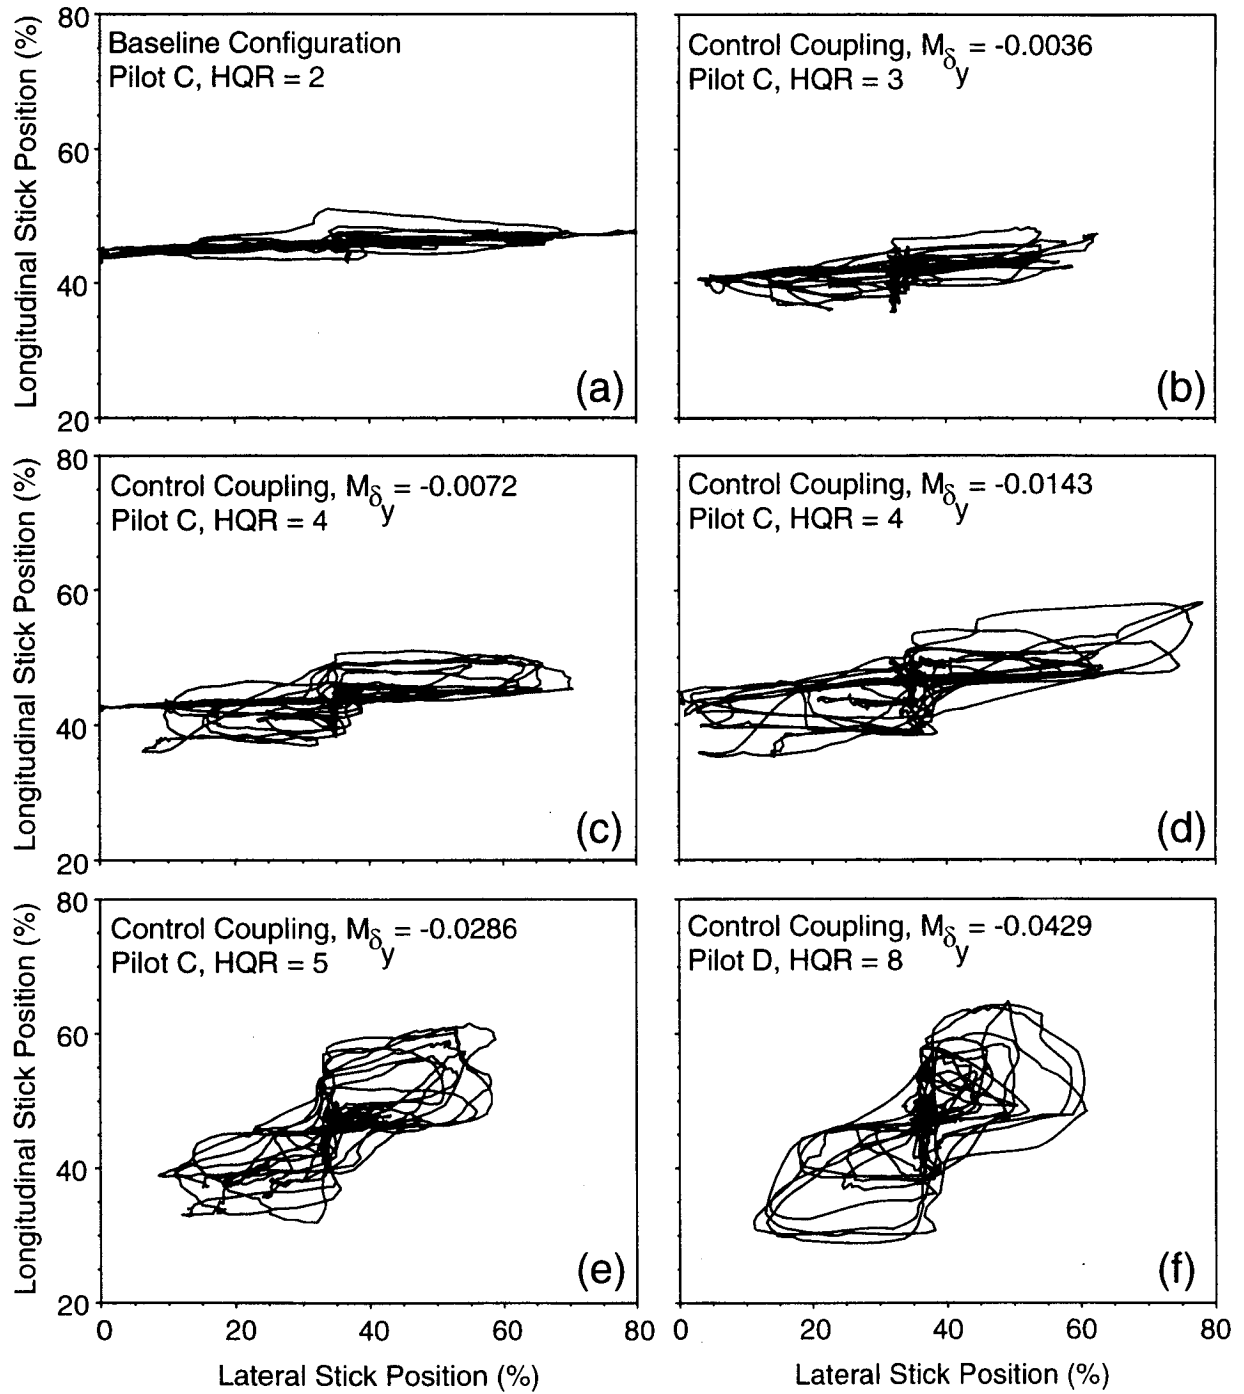 Baseline Configuration
Pilot C, HQR = 2
(a)
Longitudinal Stick Position (%)
80
60
40
20
Control Coupling, Mδy = -0.0036
Pilot C, HQR = 3
(b)
Control Coupling, Mδy = -0.0072
Pilot C, HQR = 4
(c)
Longitudinal Stick Position (%)
80
60
40
20
Control Coupling, Mδy = -0.0143
Pilot C, HQR = 4
(d)
Control Coupling, Mδy = -0.0286
Pilot C, HQR = 5
(e)
Longitudinal Stick Position (%)
80
60
40
20
0 20 40 60 80
Lateral Stick Position (%)
Control Coupling, Mδy = -0.0429
Pilot D, HQR = 8
(f)
0 20 40 60 80
Lateral Stick Position (%)